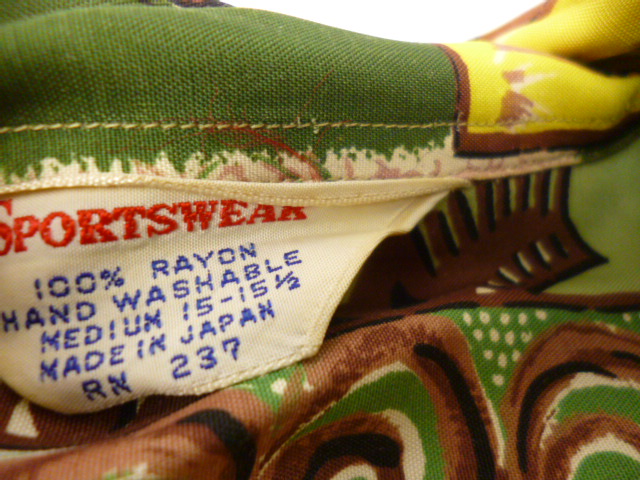 SPORTSWEAR
100% RAYON
HAND WASHABLE
MEDIUM 15-15½
MADE IN JAPAN
RN 237